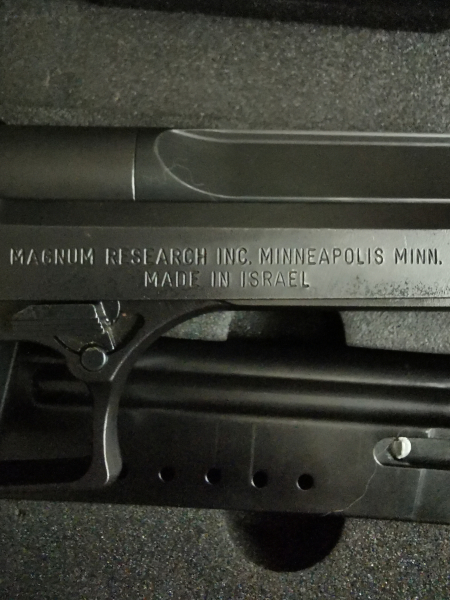 MAGNUM RESEARCH INC. MINNEAPOLIS MINN.
MADE IN ISRAEL